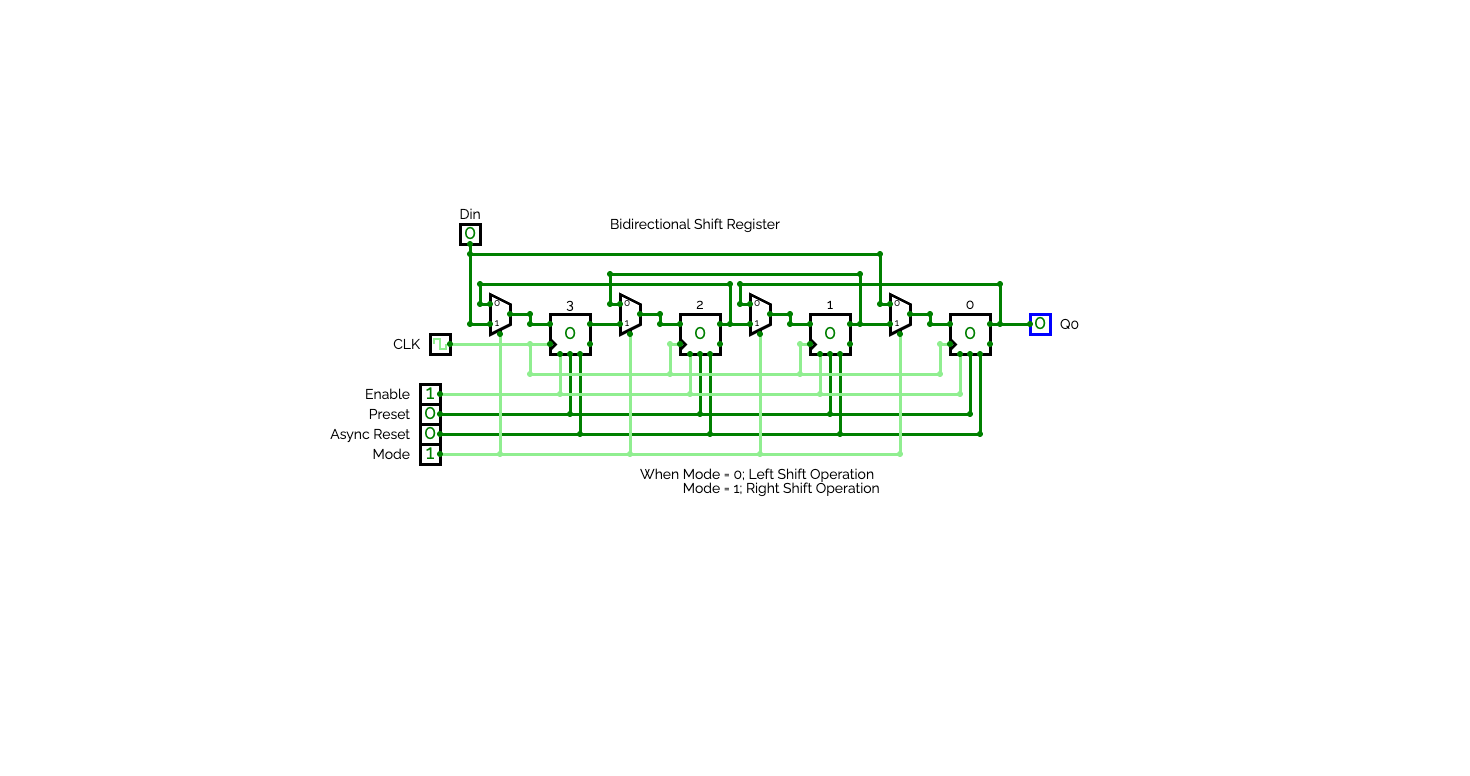 Din
0
Bidirectional Shift Register
0
1
3
0
0
1
2
0
0
1
1
0
0
1
0
0
0
Q0
CLK
Enable
1
Preset
0
Async Reset
0
Mode
1
When Mode = 0; Left Shift Operation
Mode = 1; Right Shift Operation